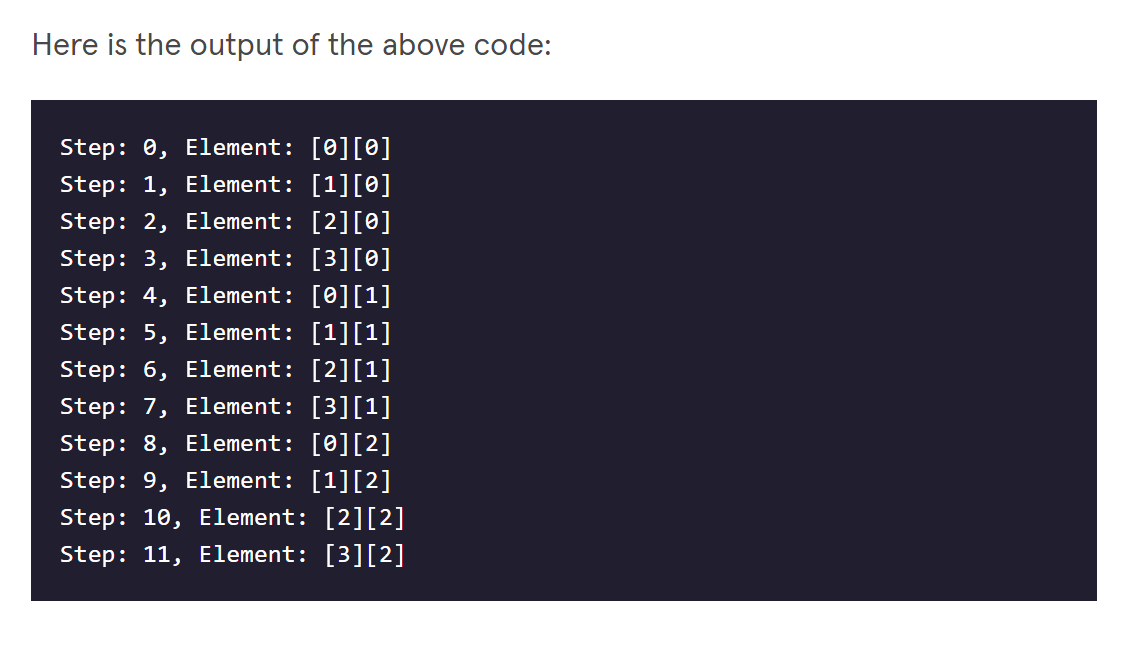 Here is the output of the above code:
Step: 0, Element: [0][0]
Step: 1, Element: [1][0]
Step: 2, Element: [2][0]
Step: 3, Element: [3][0]
Step: 4, Element: [0][1]
Step: 5, Element: [1][1]
Step: 6, Element: [2][1]
Step: 7, Element: [3][1]
Step: 8, Element: [0][2]
Step: 9, Element: [1][2]
Step: 10, Element: [2][2]
Step: 11, Element: [3][2]